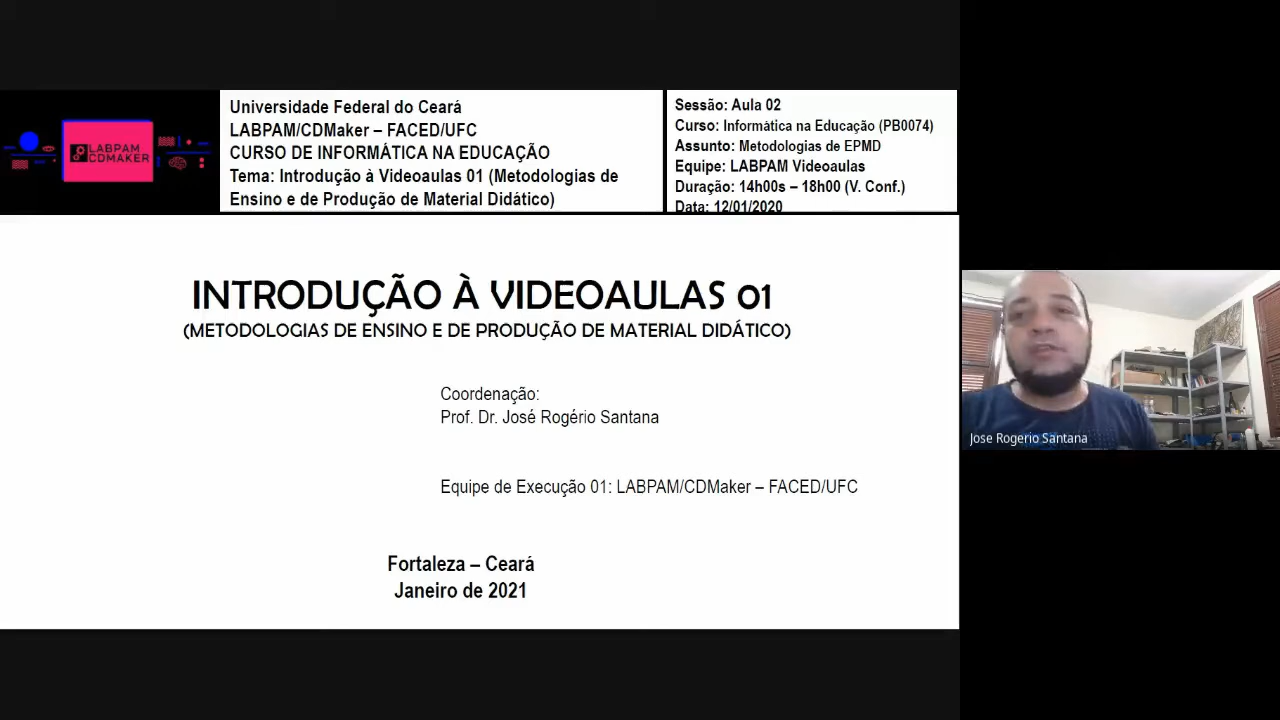 LABPAM
CDMAKER
Universidade Federal do Ceará
LABPAM/CDMaker – FACED/UFC
CURSO DE INFORMÁTICA NA EDUCAÇÃO
Tema: Introdução à Videoaulas 01 (Metodologias de
Ensino e de Produção de Material Didático)
Sessão: Aula 02
Curso: Informática na Educação (PB0074)
Assunto: Metodologias de EPMD
Equipe: LABPAM Videoaulas
Duração: 14h00s – 18h00 (V. Conf.)
Data: 12/01/2020
INTRODUÇÃO À VIDEOAULAS 01
(METODOLOGIAS DE ENSINO E DE PRODUÇÃO DE MATERIAL DIDÁTICO)
Coordenação:
Prof. Dr. José Rogério Santana
Equipe de Execução 01: LABPAM/CDMaker – FACED/UFC
Fortaleza – Ceará
Janeiro de 2021
Jose Rogerio Santana